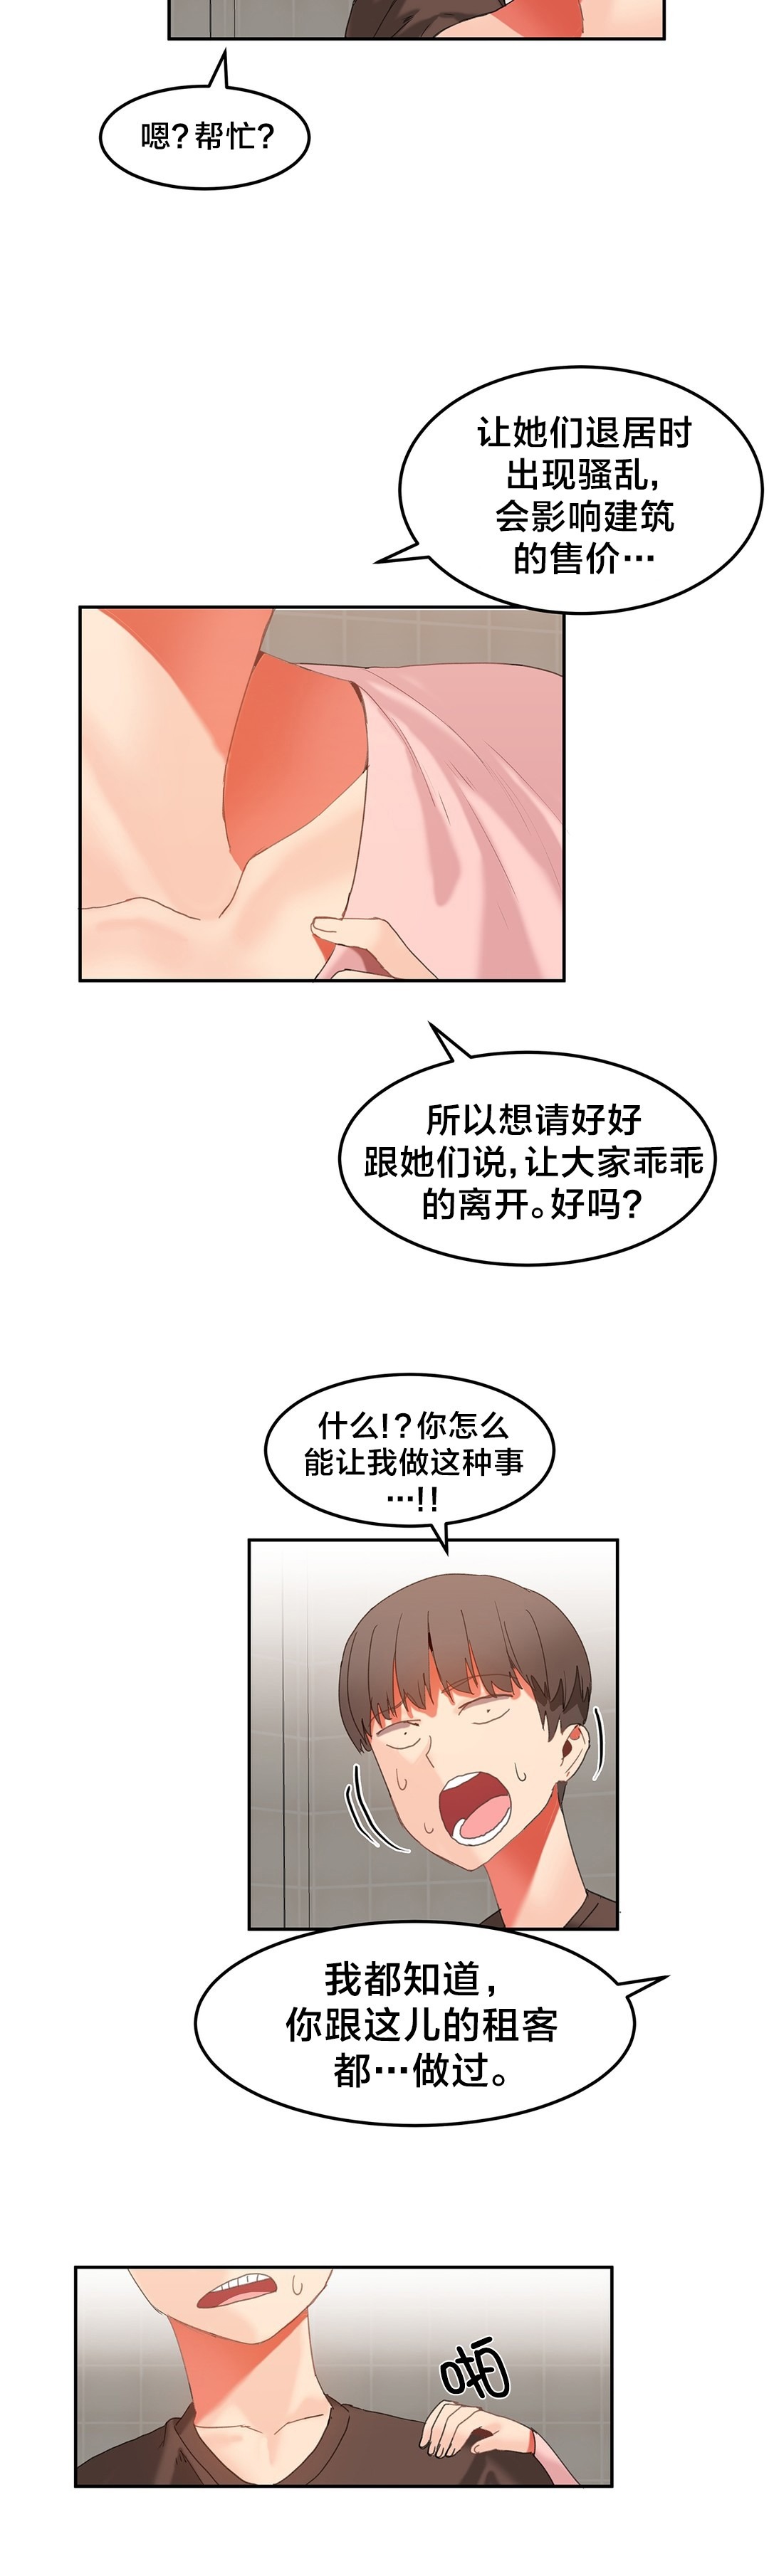 嗯?帮忙?
让她们退居时
出现骚乱,
会影响建筑
的售价…
所以想请好好
跟她们说,让大家乖乖
的离开。好吗?
什么!?你怎么
能让我做这种事
…!!
我都知道,
你跟这儿的租客
都…做过。
啪